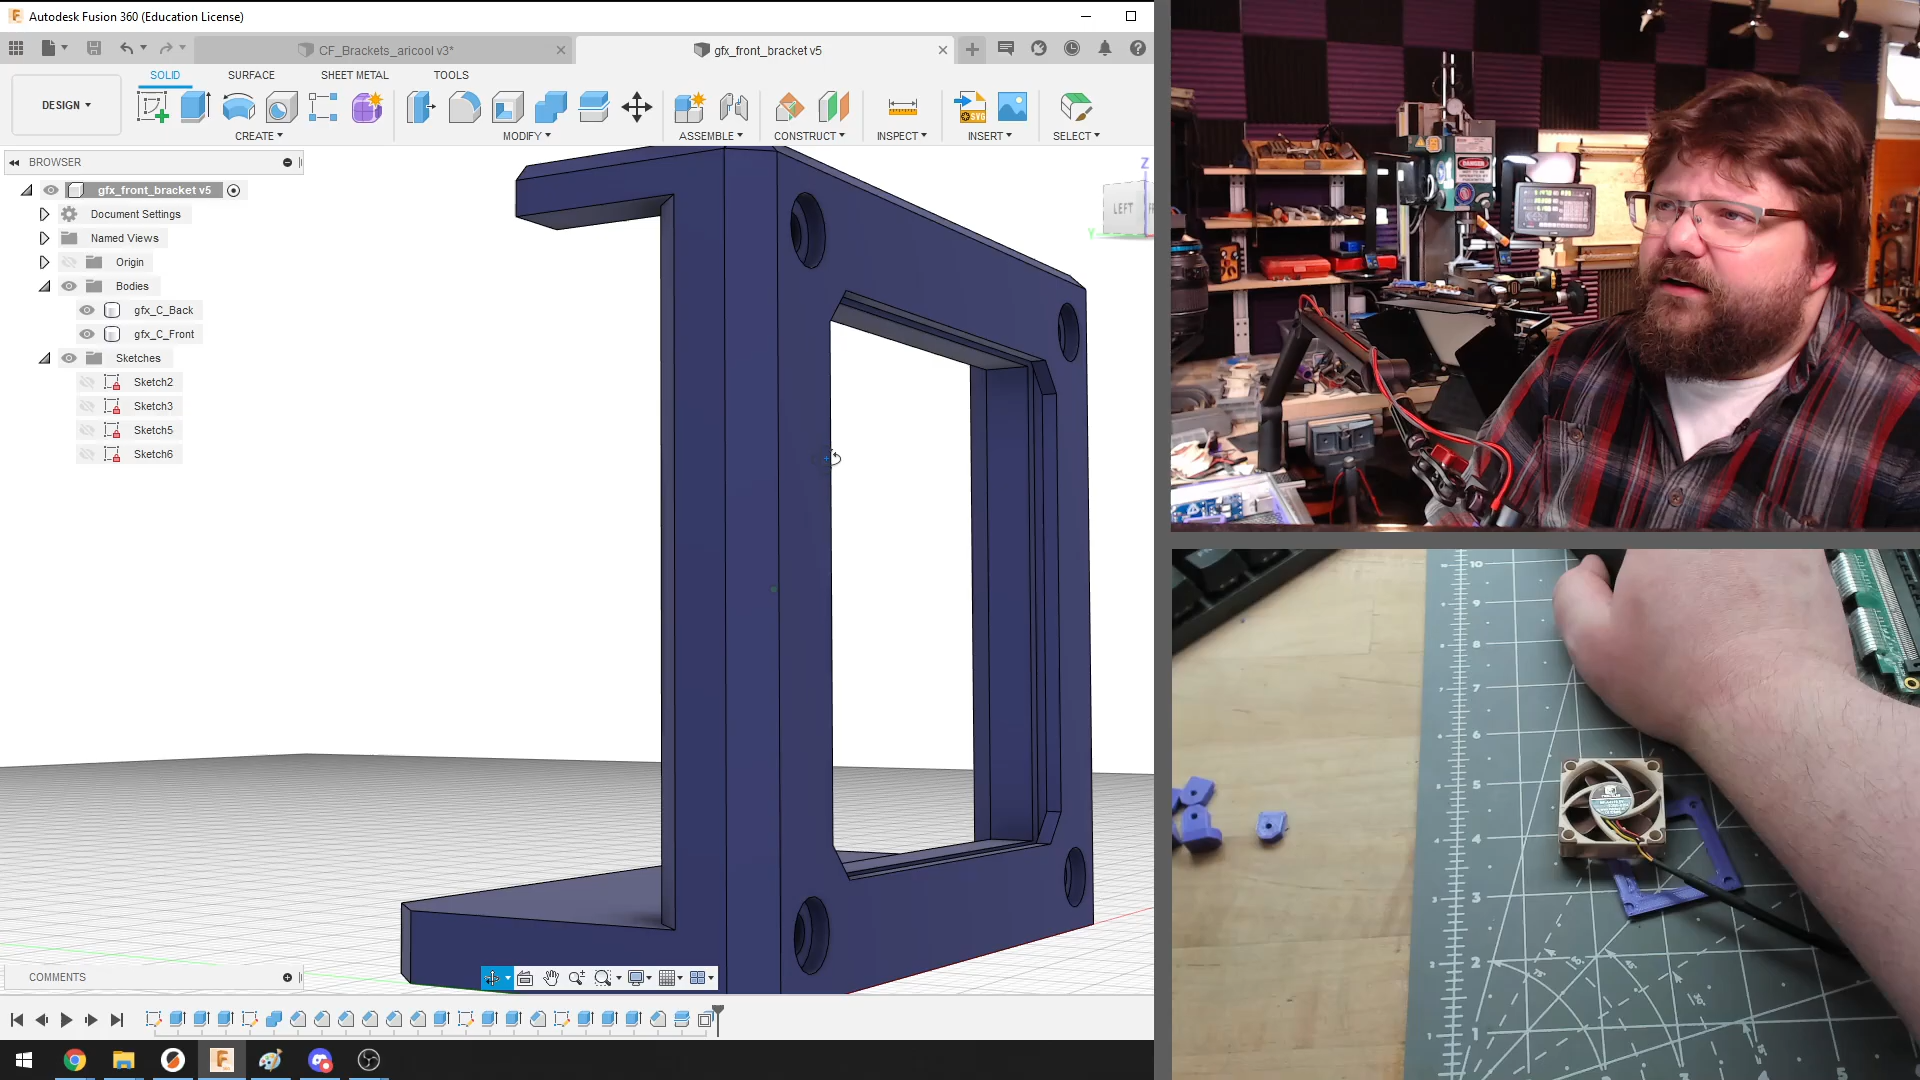 Autodesk Fusion 360 (Education License)
CF_Brackets_aricool v3*
gfx_front_bracket v5
SOLID
SURFACE
SHEET METAL
TOOLS
DESIGN
CREATE
MODIFY
ASSEMBLE
CONSTRUCT
INSPECT
INSERT
SELECT
BROWSER
gfx_front_bracket v5
Document Settings
Named Views
Origin
Bodies
gfx_C_Back
gfx_C_Front
Sketches
Sketch2
Sketch3
Sketch5
Sketch6
Z
LEFT
Y
COMMENTS
DANGER
10
9
8
7
6
5
4
3
2
1